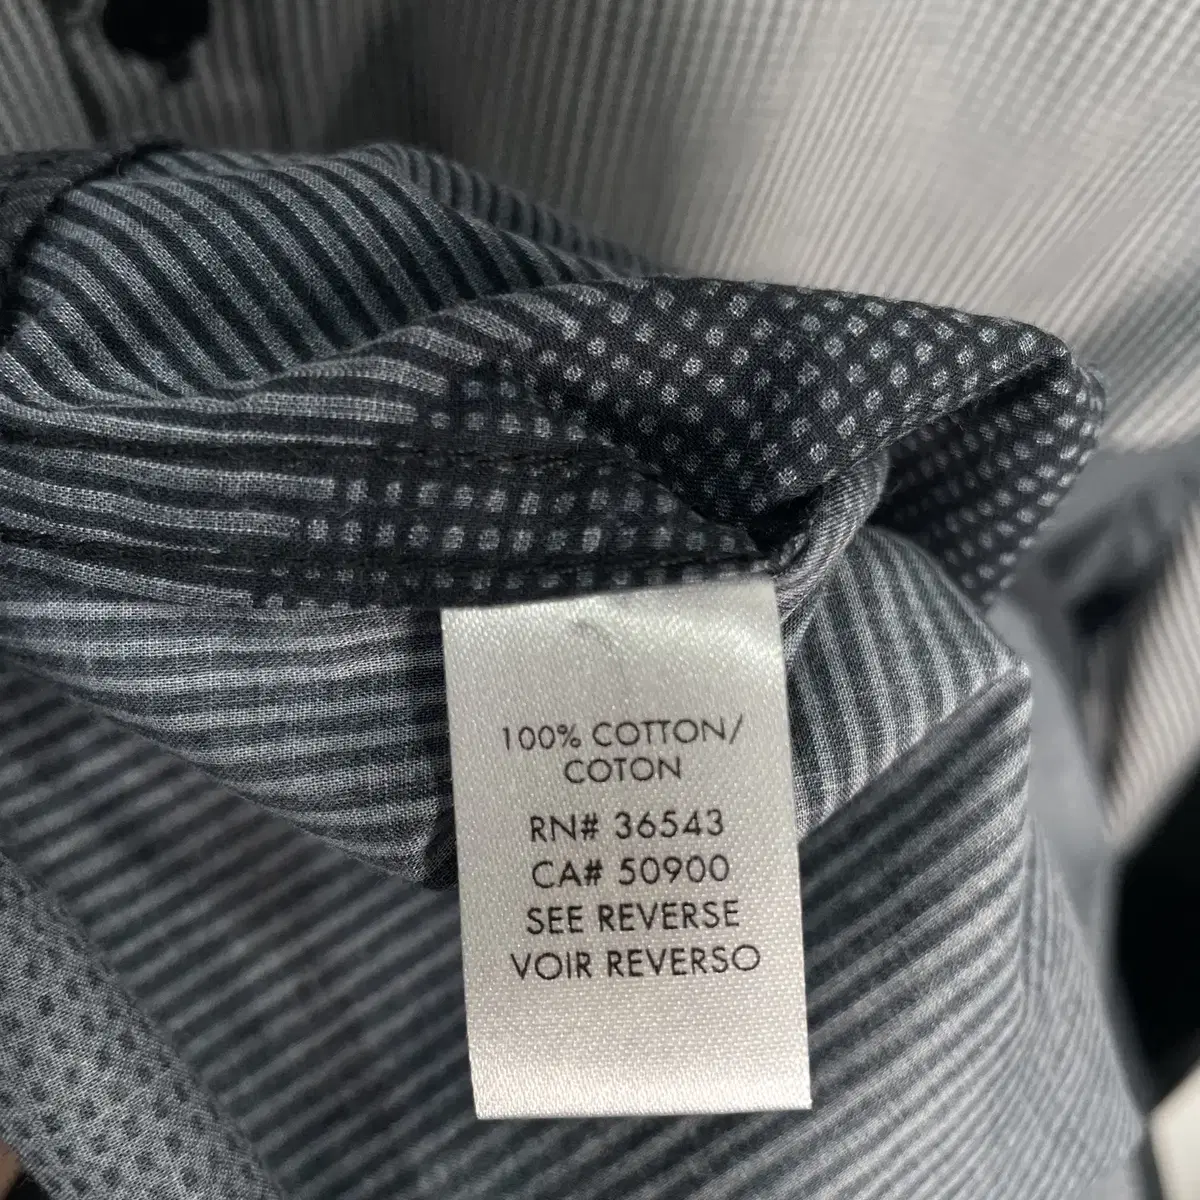 100% COTTON/
COTON
RN# 36543
CA# 50900
SEE REVERSE
VOIR REVERSO